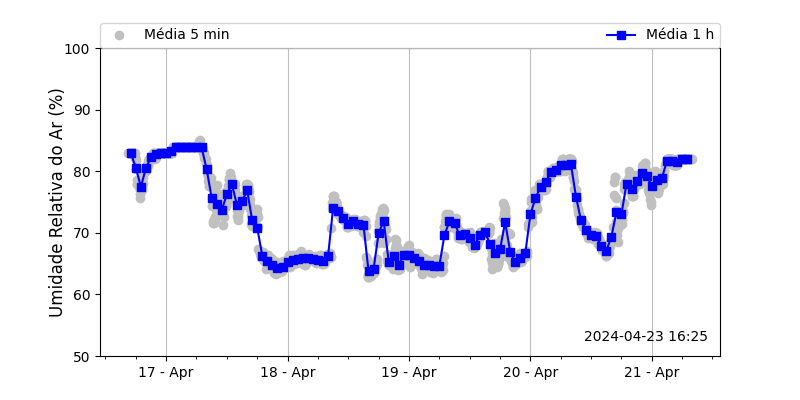 Média 5 min
Média 1 h
Umidade Relativa do Ar (%)
100
90
80
70
60
50
2024-04-23 16:25
17 - Apr
18 - Apr
19 - Apr
20 - Apr
21 - Apr